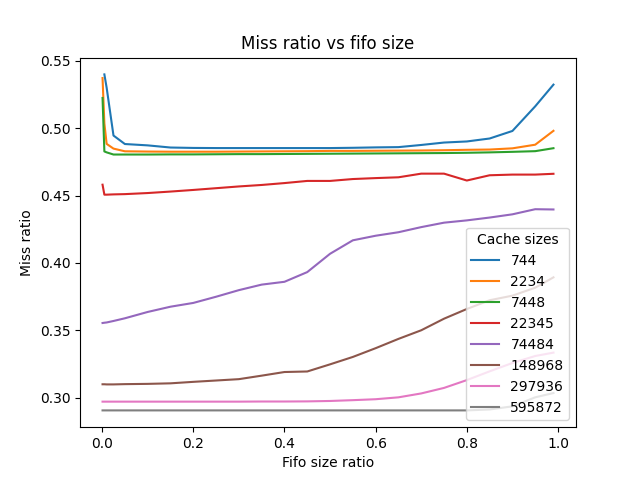 Miss ratio vs fifo size
0.55
0.50
0.45
0.40
0.35
0.30
Miss ratio
Cache sizes
744
2234
7448
22345
74484
148968
297936
595872
0.0 0.2 0.4 0.6 0.8 1.0
Fifo size ratio